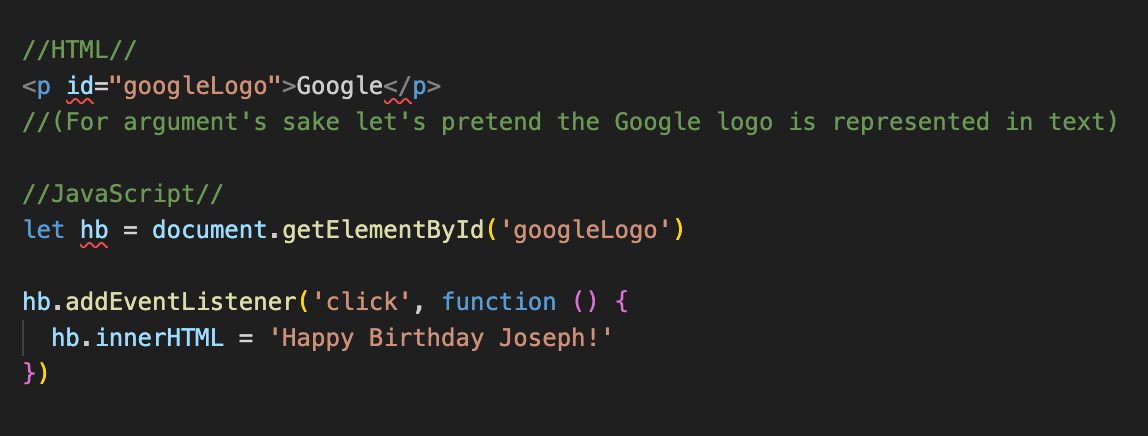 //HTML//
<p id="googleLogo">Google</p>
//(For argument's sake let's pretend the Google logo is represented in text)
//JavaScript//
let hb = document.getElementById('googleLogo')
hb.addEventListener('click', function () {
hb.innerHTML = 'Happy Birthday Joseph!'
})